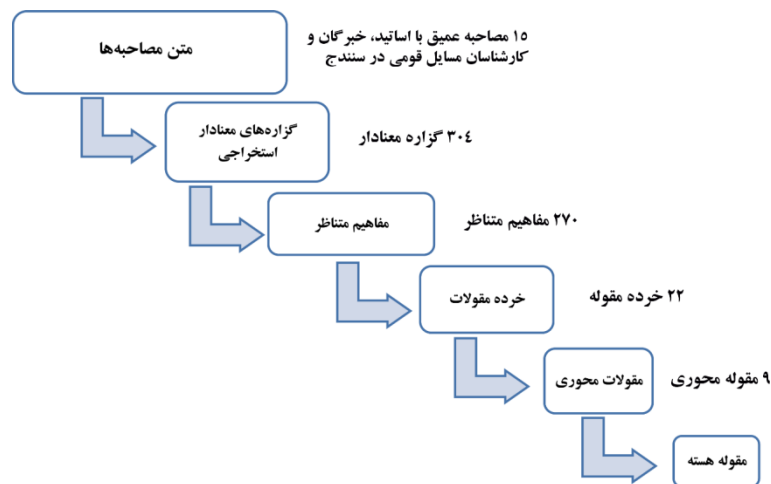 متن مصاحبه‌ها
۱۵ مصاحبه عمیق با اساتید، خبرگان و
کارشناسان مسایل قومی در سنندج
گزاره‌های معنادار
استخراجی
۳۰٤ گزاره معنادار
مفاهیم متناظر
۲۷۰ مفاهیم متناظر
خرده مقولات
۲۲ خرده مقوله
مقولات محوری
۹ مقوله محوری
مقوله هسته